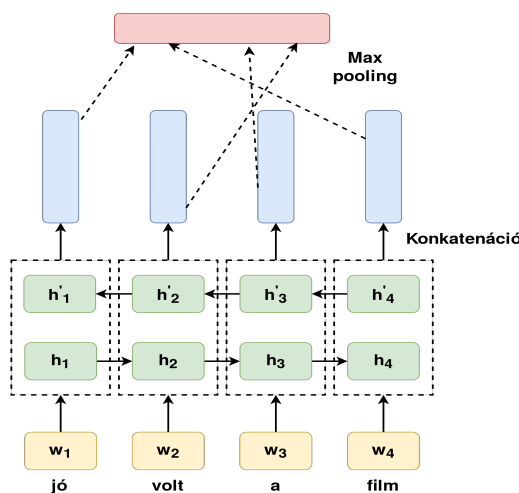 Max
pooling
Konkatenáció
h'1 h'2 h'3 h'4
h1 h2 h3 h4
w1 w2 w3 w4
jó volt a film